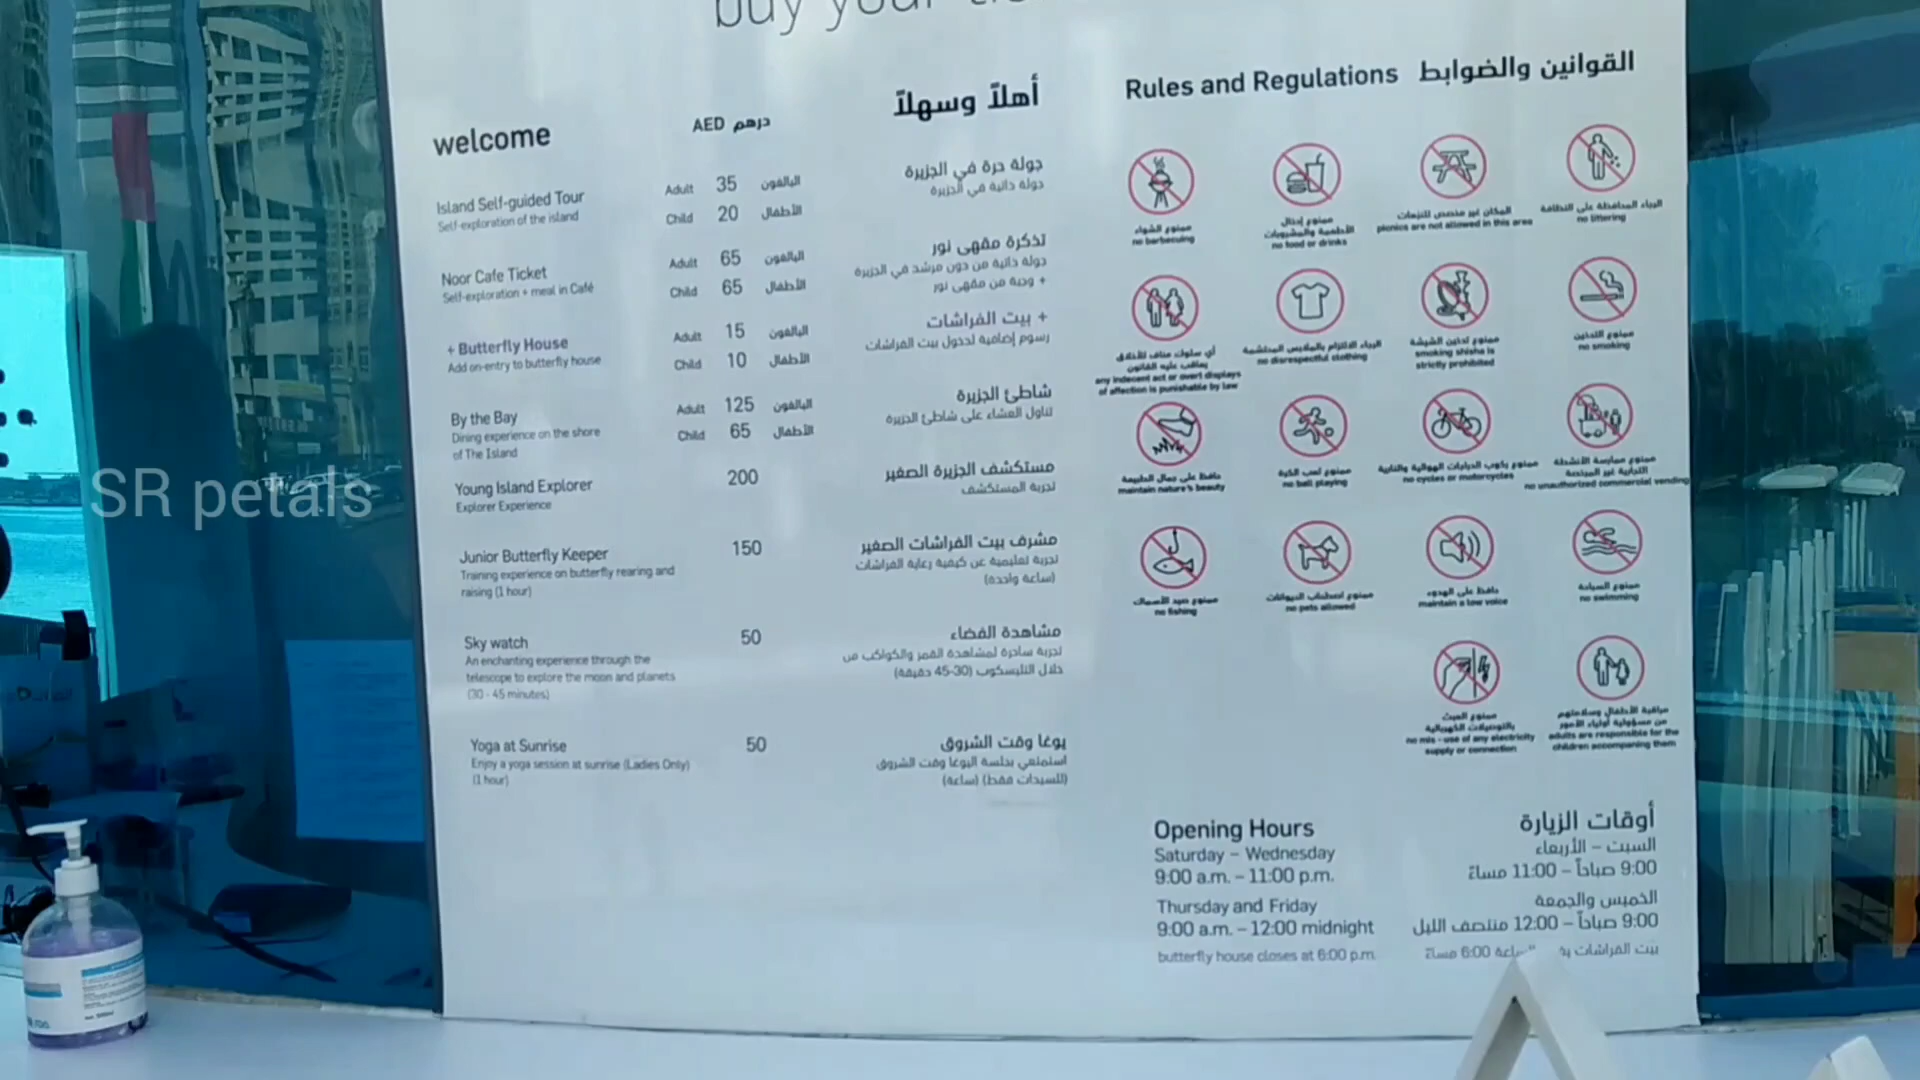 buy your
welcome
AED درهم
أهلاً وسهلاً
Island Self-guided Tour
Self-exploration of the island
Adult 35 البالغون
Child 20 الأطفال
جولة حرة في الجزيرة
جولة ذاتية في الجزيرة
Noor Cafe Ticket
Self-exploration + meal in Café
Adult 65 البالغون
Child 65 الأطفال
تذكرة مقهى نور
جولة ذاتية من دون مرشد في الجزيرة
+ وجبة من مقهى نور
+ Butterfly House
Add on-entry to butterfly house
Adult 15 البالغون
Child 10 الأطفال
+ بيت الفراشات
رسوم إضافية لدخول بيت الفراشات
By the Bay
Dining experience on the shore
of The Island
Adult 125 البالغون
Child 65 الأطفال
شاطئ الجزيرة
تناول العشاء على شاطئ الجزيرة
Young Island Explorer
Explorer Experience
200
مستكشف الجزيرة الصغير
تجربة المستكشف
Junior Butterfly Keeper
Training experience on butterfly rearing and
raising (1 hour)
150
مشرف بيت الفراشات الصغير
تجربة تعليمية عن كيفية رعاية الفراشات
(ساعة واحدة)
Sky watch
An enchanting experience through the
telescope to explore the moon and planets
(30 - 45 minutes)
50
مشاهدة الفضاء
تجربة ساحرة لمشاهدة القمر والكواكب من
خلال التليسكوب (30-45 دقيقة)
Yoga at Sunrise
Enjoy a yoga session at sunrise (Ladies Only)
(1 hour)
50
يوغا وقت الشروق
استمتعي بجلسة اليوغا وقت الشروق
(للسيدات فقط) (ساعة)
Rules and Regulations القوانين والضوابط
ممنوع الشواء
no barbecuing
ممنوع إدخال
الأطعمة والمشروبات
no food or drinks
المكان غير مخصص للنزهات
picnics are not allowed in this area
الرجاء المحافظة على النظافة
no littering
أي سلوك مناف للأخلاق
يعاقب عليه القانون
any indecent act or overt displays
of affection is punishable by law
الرجاء الالتزام بالملابس المحتشمة
no disrespectful clothing
ممنوع تدخين الشيشة
smoking shisha is
strictly prohibited
ممنوع التدخين
no smoking
حافظ على جمال الطبيعة
maintain nature's beauty
ممنوع لعب الكرة
no ball playing
ممنوع ركوب الدراجات الهوائية والنارية
no cycles or motorcycles
ممنوع ممارسة الأنشطة
التجارية غير المرخصة
no unauthorized commercial vending
ممنوع صيد الأسماك
no fishing
ممنوع اصطحاب الحيوانات
no pets allowed
حافظ على الهدوء
maintain a low voice
ممنوع السباحة
no swimming
ممنوع العبث
بالتوصيلات الكهربائية
no mis - use of any electricity
supply or connection
مراقبة الأطفال وسلامتهم
من مسؤولية أولياء الأمور
adults are responsible for the
children accompanying them
Opening Hours
Saturday – Wednesday
9:00 a.m. – 11:00 p.m.
Thursday and Friday
9:00 a.m. – 12:00 midnight
butterfly house closes at 6:00 p.m.
أوقات الزيارة
السبت – الأربعاء
9:00 صباحاً – 11:00 مساءً
الخميس والجمعة
9:00 صباحاً – 12:00 منتصف الليل
بيت الفراشات 6:00 مساءً
SR petals